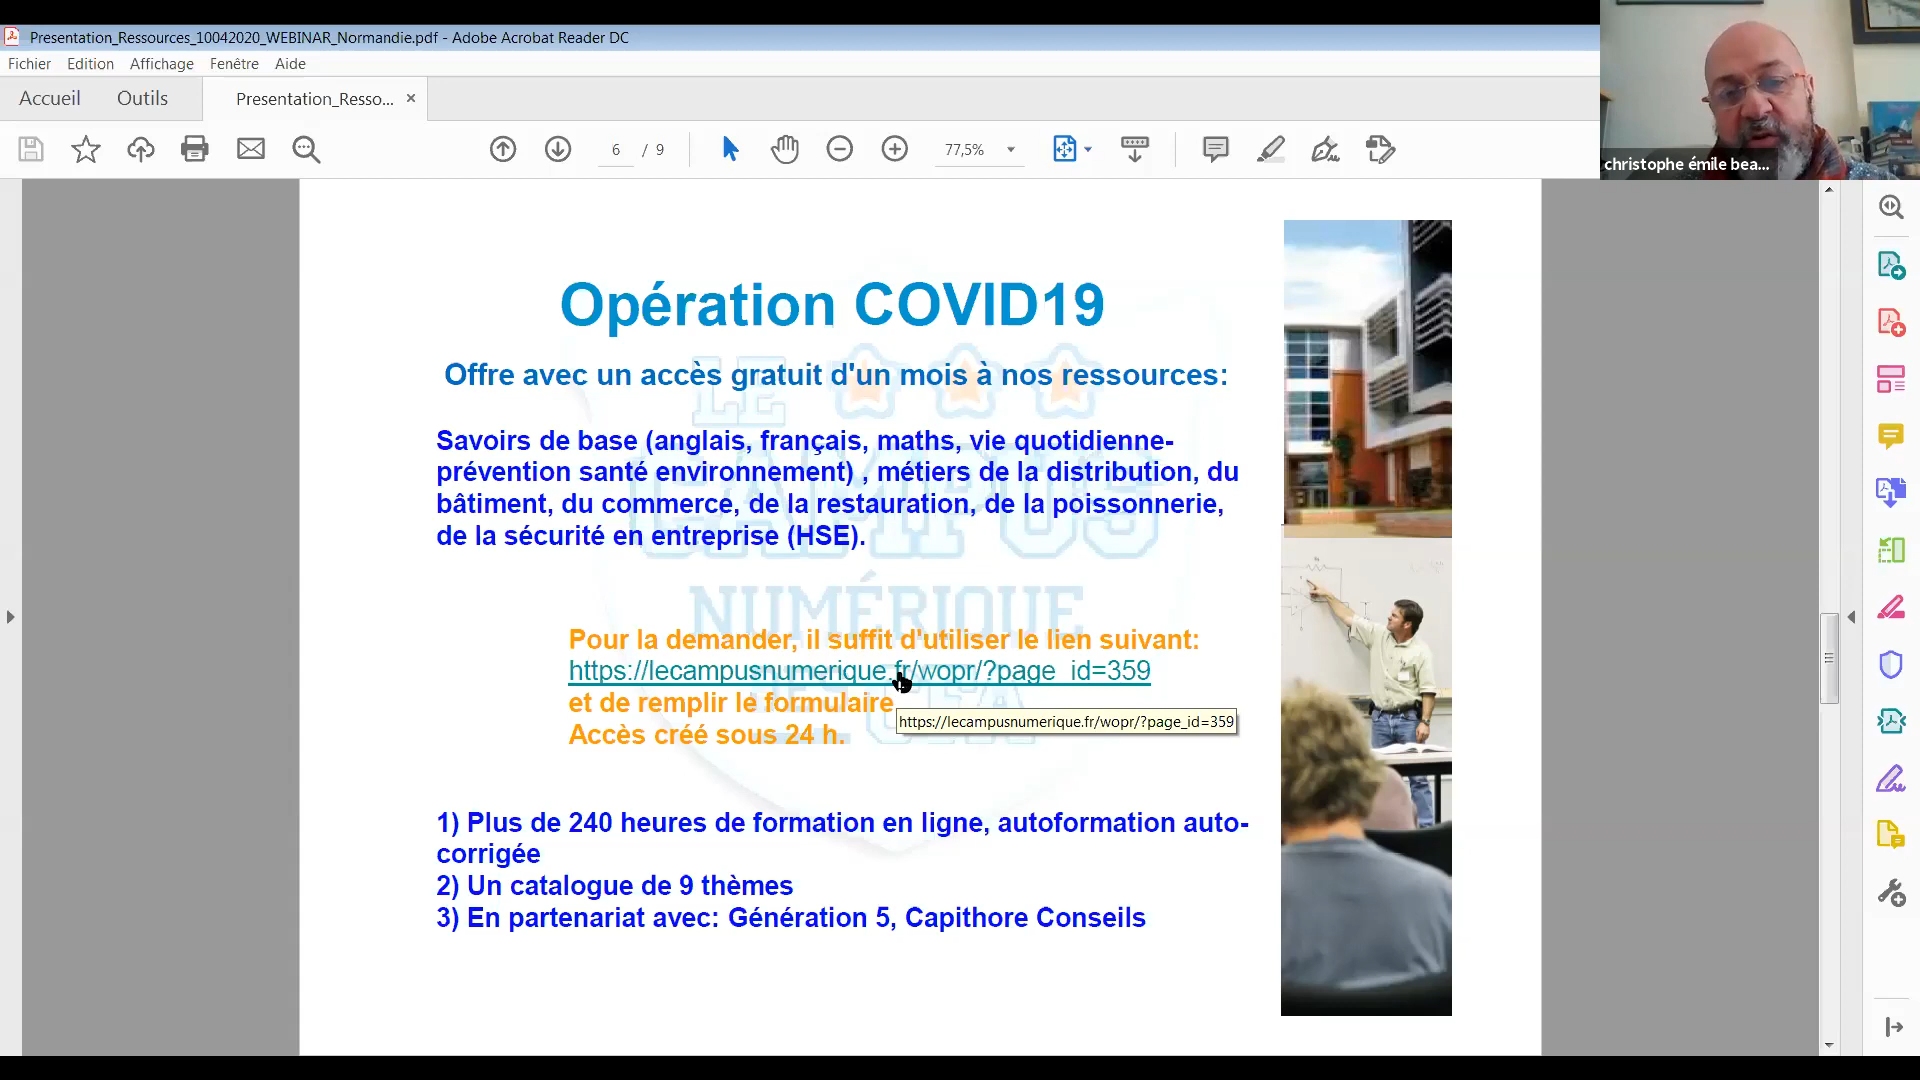 Presentation_Ressources_10042020_WEBINAR_Normandie.pdf - Adobe Acrobat Reader DC
Fichier Edition Affichage Fenêtre Aide
Accueil Outils Presentation_Resso... ×
6 / 9 77,5%
christophe émile bea...
Opération COVID19
Offre avec un accès gratuit d'un mois à nos ressources:
Savoirs de base (anglais, français, maths, vie quotidienne-
prévention santé environnement) , métiers de la distribution, du
bâtiment, du commerce, de la restauration, de la poissonnerie,
de la sécurité en entreprise (HSE).
Pour la demander, il suffit d'utiliser le lien suivant:
https://lecampusnumerique.fr/wopr/?page_id=359
et de remplir le formulaire
https://lecampusnumerique.fr/wopr/?page_id=359
Accès créé sous 24 h.
1) Plus de 240 heures de formation en ligne, autoformation auto-
corrigée
2) Un catalogue de 9 thèmes
3) En partenariat avec: Génération 5, Capithore Conseils
LE
CAMPUS
NUMÉRIQUE
DES CFA